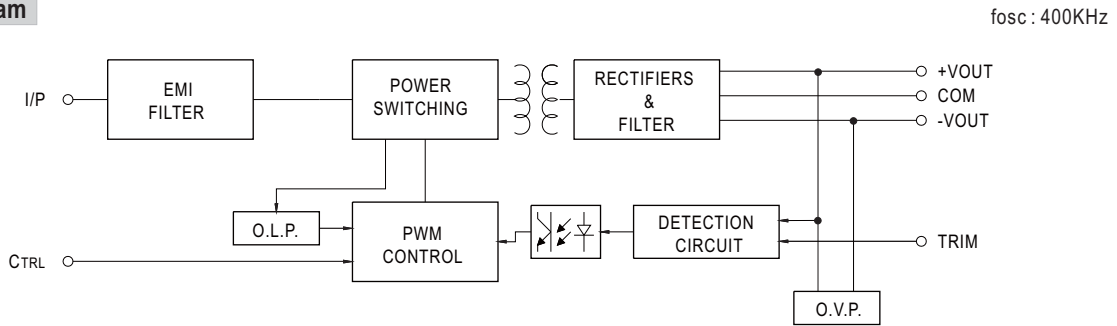 am
fosc : 400KHz
I/P
EMI
FILTER
POWER
SWITCHING
RECTIFIERS
&
FILTER
+VOUT
COM
-VOUT
O.L.P.
PWM
CONTROL
DETECTION
CIRCUIT
TRIM
CTRL
O.V.P.